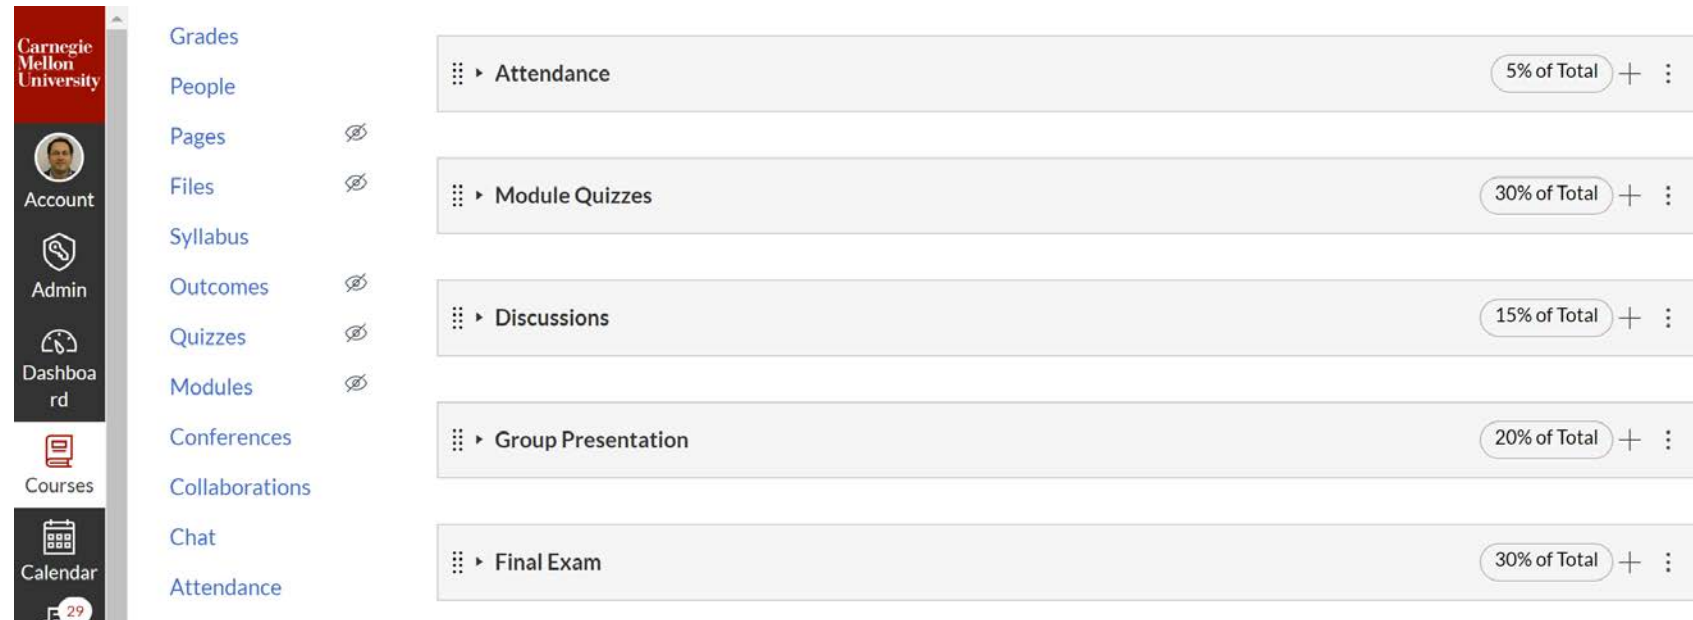 Carnegie
Mellon
University
Account
Admin
Dashboa
rd
Courses
Calendar
29
Grades
People
Pages
Files
Syllabus
Outcomes
Quizzes
Modules
Conferences
Collaborations
Chat
Attendance
Attendance 5% of Total
Module Quizzes 30% of Total
Discussions 15% of Total
Group Presentation 20% of Total
Final Exam 30% of Total